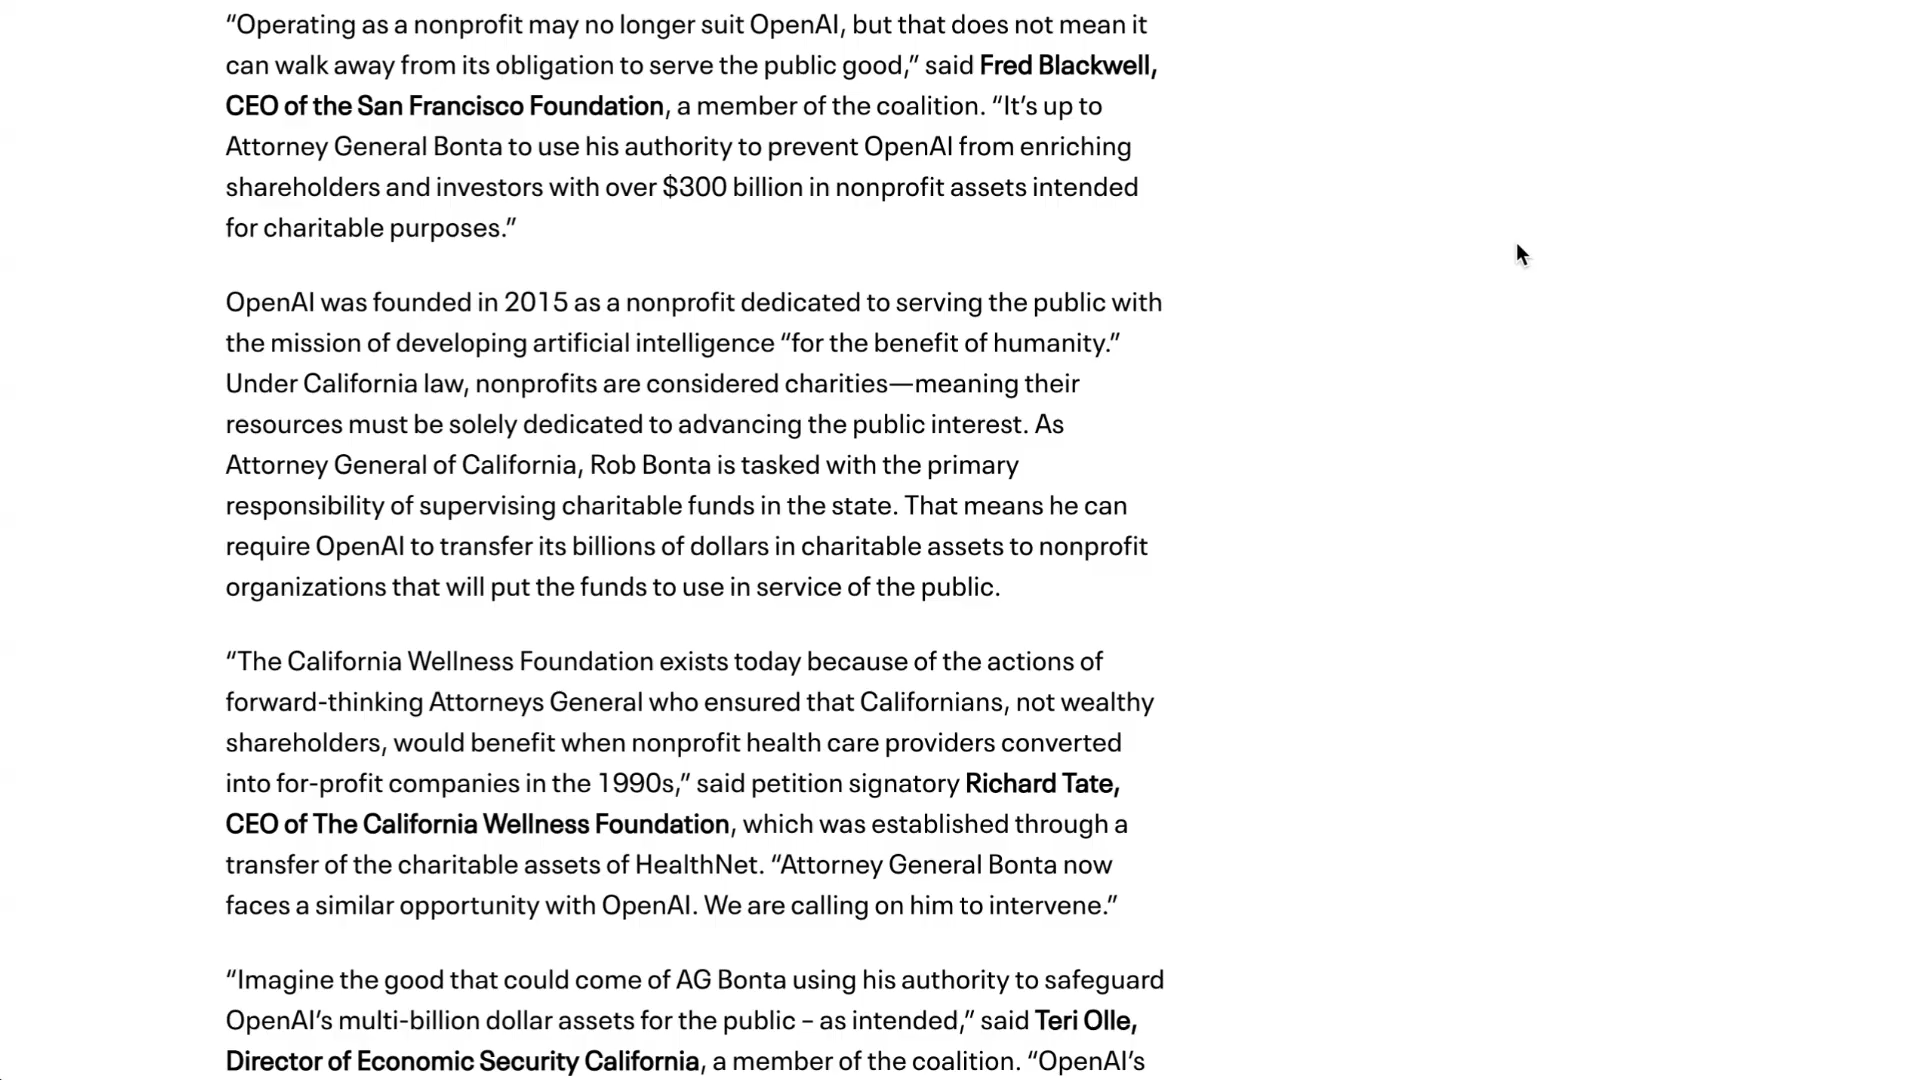 “Operating as a nonprofit may no longer suit OpenAI, but that does not mean it
can walk away from its obligation to serve the public good,” said Fred Blackwell,
CEO of the San Francisco Foundation, a member of the coalition. “It’s up to
Attorney General Bonta to use his authority to prevent OpenAI from enriching
shareholders and investors with over $300 billion in nonprofit assets intended
for charitable purposes.”
OpenAI was founded in 2015 as a nonprofit dedicated to serving the public with
the mission of developing artificial intelligence “for the benefit of humanity.”
Under California law, nonprofits are considered charities—meaning their
resources must be solely dedicated to advancing the public interest. As
Attorney General of California, Rob Bonta is tasked with the primary
responsibility of supervising charitable funds in the state. That means he can
require OpenAI to transfer its billions of dollars in charitable assets to nonprofit
organizations that will put the funds to use in service of the public.
“The California Wellness Foundation exists today because of the actions of
forward-thinking Attorneys General who ensured that Californians, not wealthy
shareholders, would benefit when nonprofit health care providers converted
into for-profit companies in the 1990s,” said petition signatory Richard Tate,
CEO of The California Wellness Foundation, which was established through a
transfer of the charitable assets of HealthNet. “Attorney General Bonta now
faces a similar opportunity with OpenAI. We are calling on him to intervene.”
“Imagine the good that could come of AG Bonta using his authority to safeguard
OpenAI’s multi-billion dollar assets for the public – as intended,” said Teri Olle,
Director of Economic Security California, a member of the coalition. “OpenAI’s